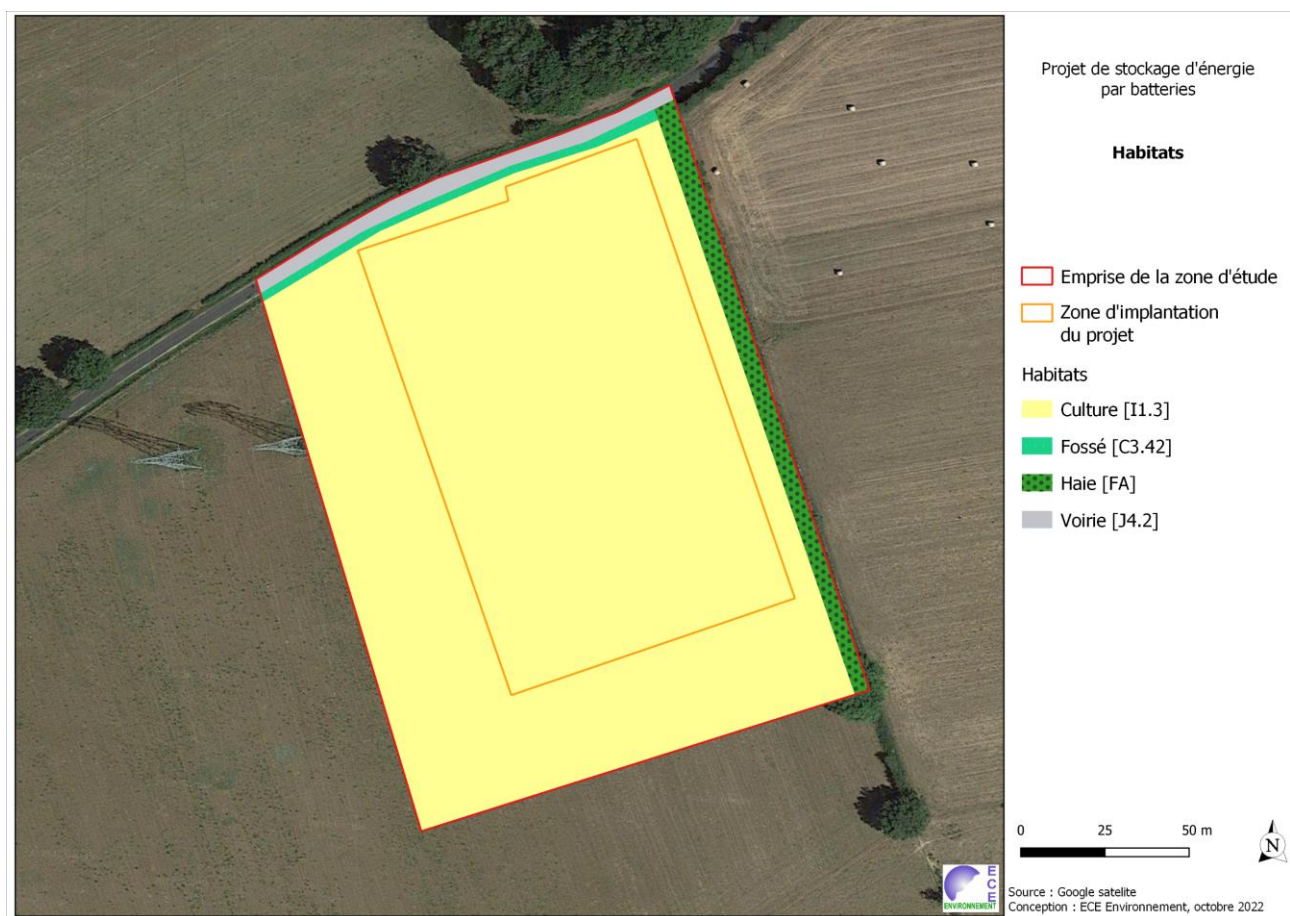 Projet de stockage d'énergie
par batteries
Habitats
Emprise de la zone d'étude
Zone d'implantation
du projet
Habitats
Culture [I1.3]
Fossé [C3.42]
Haie [FA]
Voirie [J4.2]
0 25 50 m
N
ECE
ENVIRONNEMENT
Source : Google satelite
Conception : ECE Environnement, octobre 2022